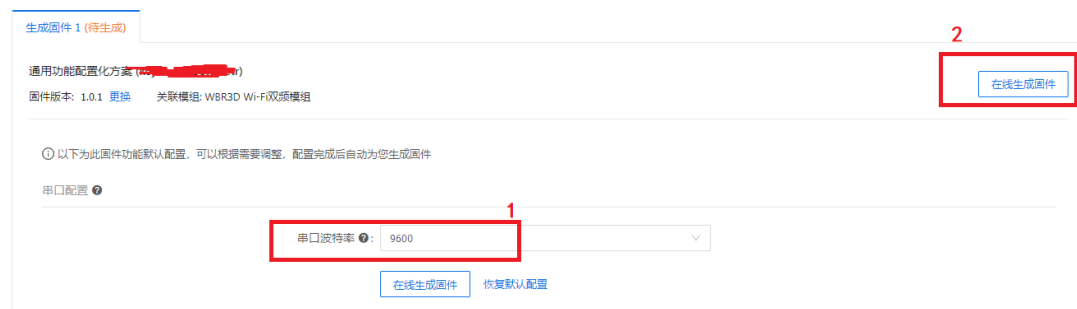 生成固件 1 (待生成)
2
通用功能配置化方案 (
在线生成固件
固件版本: 1.0.1 更换 关联模组: WBR3D Wi-Fi双频模组
以下为此固件功能默认配置，可以根据需要调整，配置完成后自动为您生成固件
串口配置
1
串口波特率 : 9600
在线生成固件 恢复默认配置